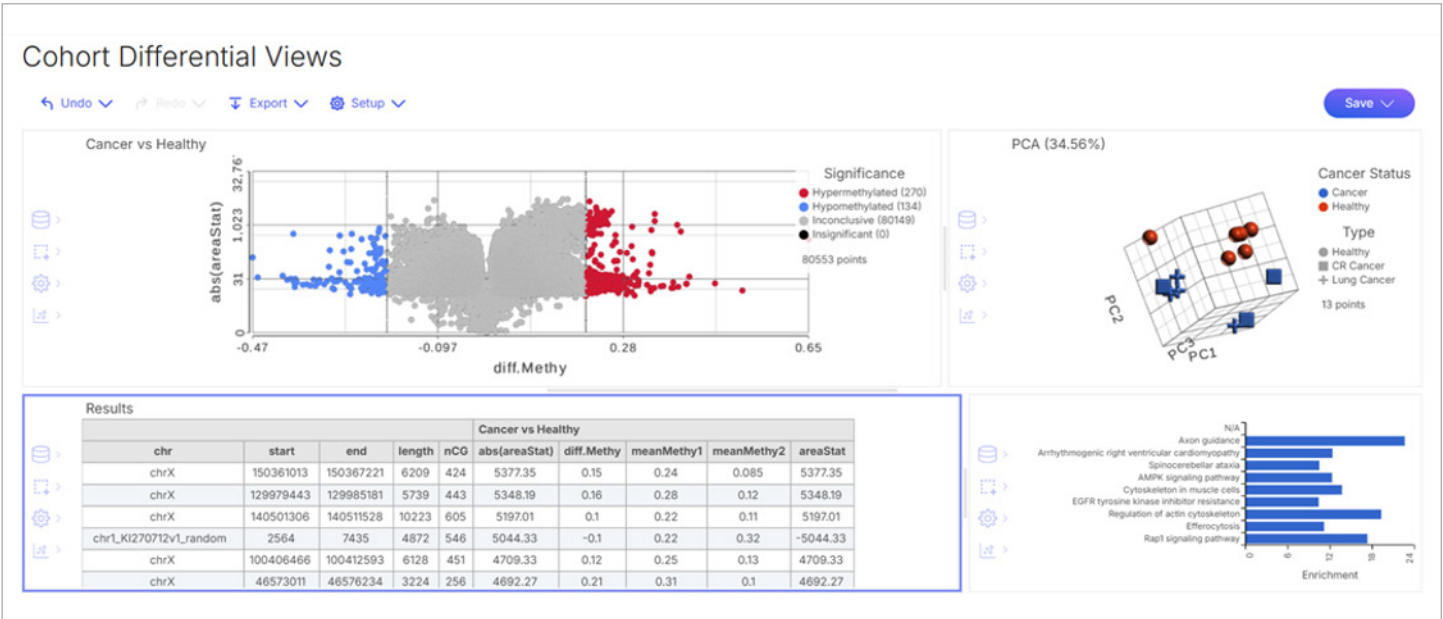 Cohort Differential Views
Undo Redo Export Setup Save
Cancer vs Healthy
32,76
1,023
31
0
abs(areaStat)
-0.47 -0.097 0.28 0.65
diff.Methy
Significance
Hypermethylated (270)
Hypomethylated (134)
Inconclusive (80149)
Insignificant (0)
80553 points
PCA (34.56%)
PC2
PC3
PC1
Cancer Status
Cancer
Healthy
Type
Healthy
CR Cancer
Lung Cancer
13 points
Results
Cancer vs Healthy
chr start end length nCG abs(areaStat) diff.Methy meanMethy1 meanMethy2 areaStat
chrX 150361013 150367221 6209 424 5377.35 0.15 0.24 0.085 5377.35
chrX 129979443 129985181 5739 443 5348.19 0.16 0.28 0.12 5348.19
chrX 140501306 140511528 10223 605 5197.01 0.1 0.22 0.11 5197.01
chr1_KI270712v1_random 2564 7435 4872 546 5044.33 -0.1 0.22 0.32 -5044.33
chrX 100406466 100412593 6128 451 4709.33 0.12 0.25 0.13 4709.33
chrX 46573011 46576234 3224 256 4692.27 0.21 0.31 0.1 4692.27
N/A
Axon guidance
Arrhythmogenic right ventricular cardiomyopathy
Spinocerebellar ataxia
AMPK signaling pathway
Cytoskeleton in muscle cells
EGFR tyrosine kinase inhibitor resistance
Regulation of actin cytoskeleton
Efferocytosis
Rap1 signaling pathway
0 6 12 18 24
Enrichment